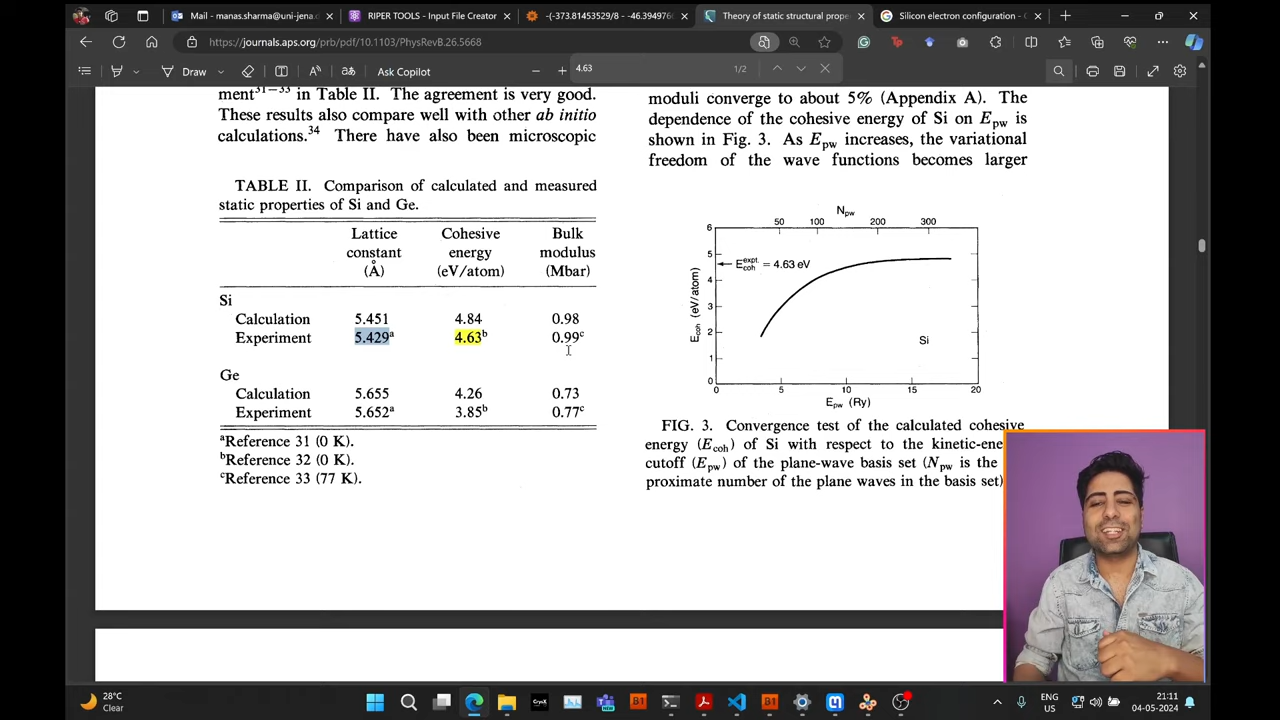 Mail - manas.sharma@uni-jena.d
RIPER TOOLS - Input File Creator
-(-373.81453529/8 - -46.394976
Theory of static structural prope
Silicon electron configuration -
https://journals.aps.org/prb/pdf/10.1103/PhysRevB.26.5668
Draw
Ask Copilot
4.63
1/2
ment31-33 in Table II. The agreement is very good.
These results also compare well with other ab initio
calculations.34 There have also been microscopic
TABLE II. Comparison of calculated and measured
static properties of Si and Ge.
Lattice Cohesive Bulk
constant energy modulus
(Å) (eV/atom) (Mbar)
Si
Calculation 5.451 4.84 0.98
Experiment 5.429a 4.63b 0.99c
Ge
Calculation 5.655 4.26 0.73
Experiment 5.652a 3.85b 0.77c
aReference 31 (0 K).
bReference 32 (0 K).
cReference 33 (77 K).
moduli converge to about 5% (Appendix A). The
dependence of the cohesive energy of Si on Epw is
shown in Fig. 3. As Epw increases, the variational
freedom of the wave functions becomes larger
Npw
50 100 200 300
6
5
4
3
2
1
0
Ecoh (eV/atom)
Eexpt.coh = 4.63 eV
Si
0 5 10 15 20
Epw (Ry)
FIG. 3. Convergence test of the calculated cohesive
energy (Ecoh) of Si with respect to the kinetic-ene
cutoff (Epw) of the plane-wave basis set (Npw is the
proximate number of the plane waves in the basis set)
28°C
Clear
CrysX
NEW
B1
B1
ENG
US
21:11
04-05-2024